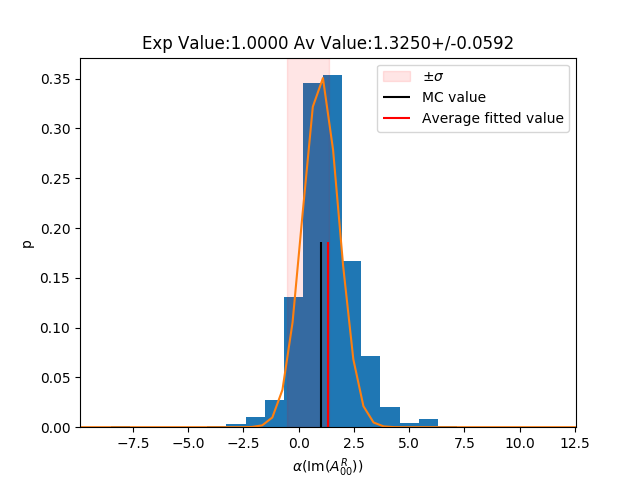 Exp Value:1.0000 Av Value:1.3250+/-0.0592
±σ
MC value
Average fitted value
0.35
0.30
0.25
0.20
0.15
0.10
0.05
0.00
p
−7.5 −5.0 −2.5 0.0 2.5 5.0 7.5 10.0 12.5
α(Im(A_{00}^{R}))